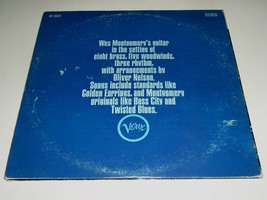 Wes Montgomery's guitar
in the setting of
eight brass, five woodwinds,
three rhythm,
with arrangements by
Oliver Nelson.
Songs include standards like
Golden Earrings, and Montgomery
originals like Boss City and
Twisted Blues.
Verve